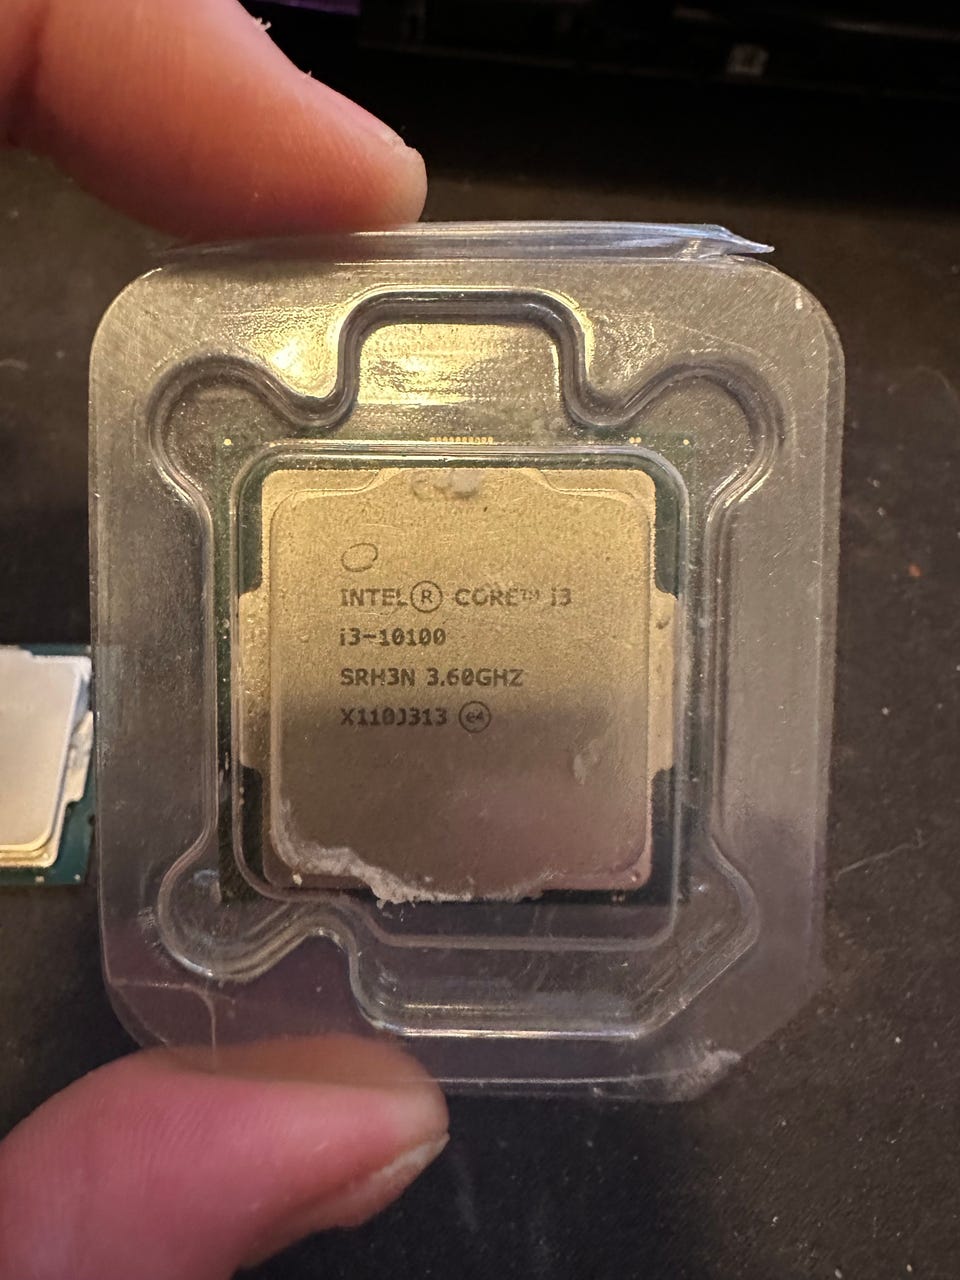 INTEL® CORE™ i3
i3-10100
SRH3N 3.60GHZ
X110J313 e4